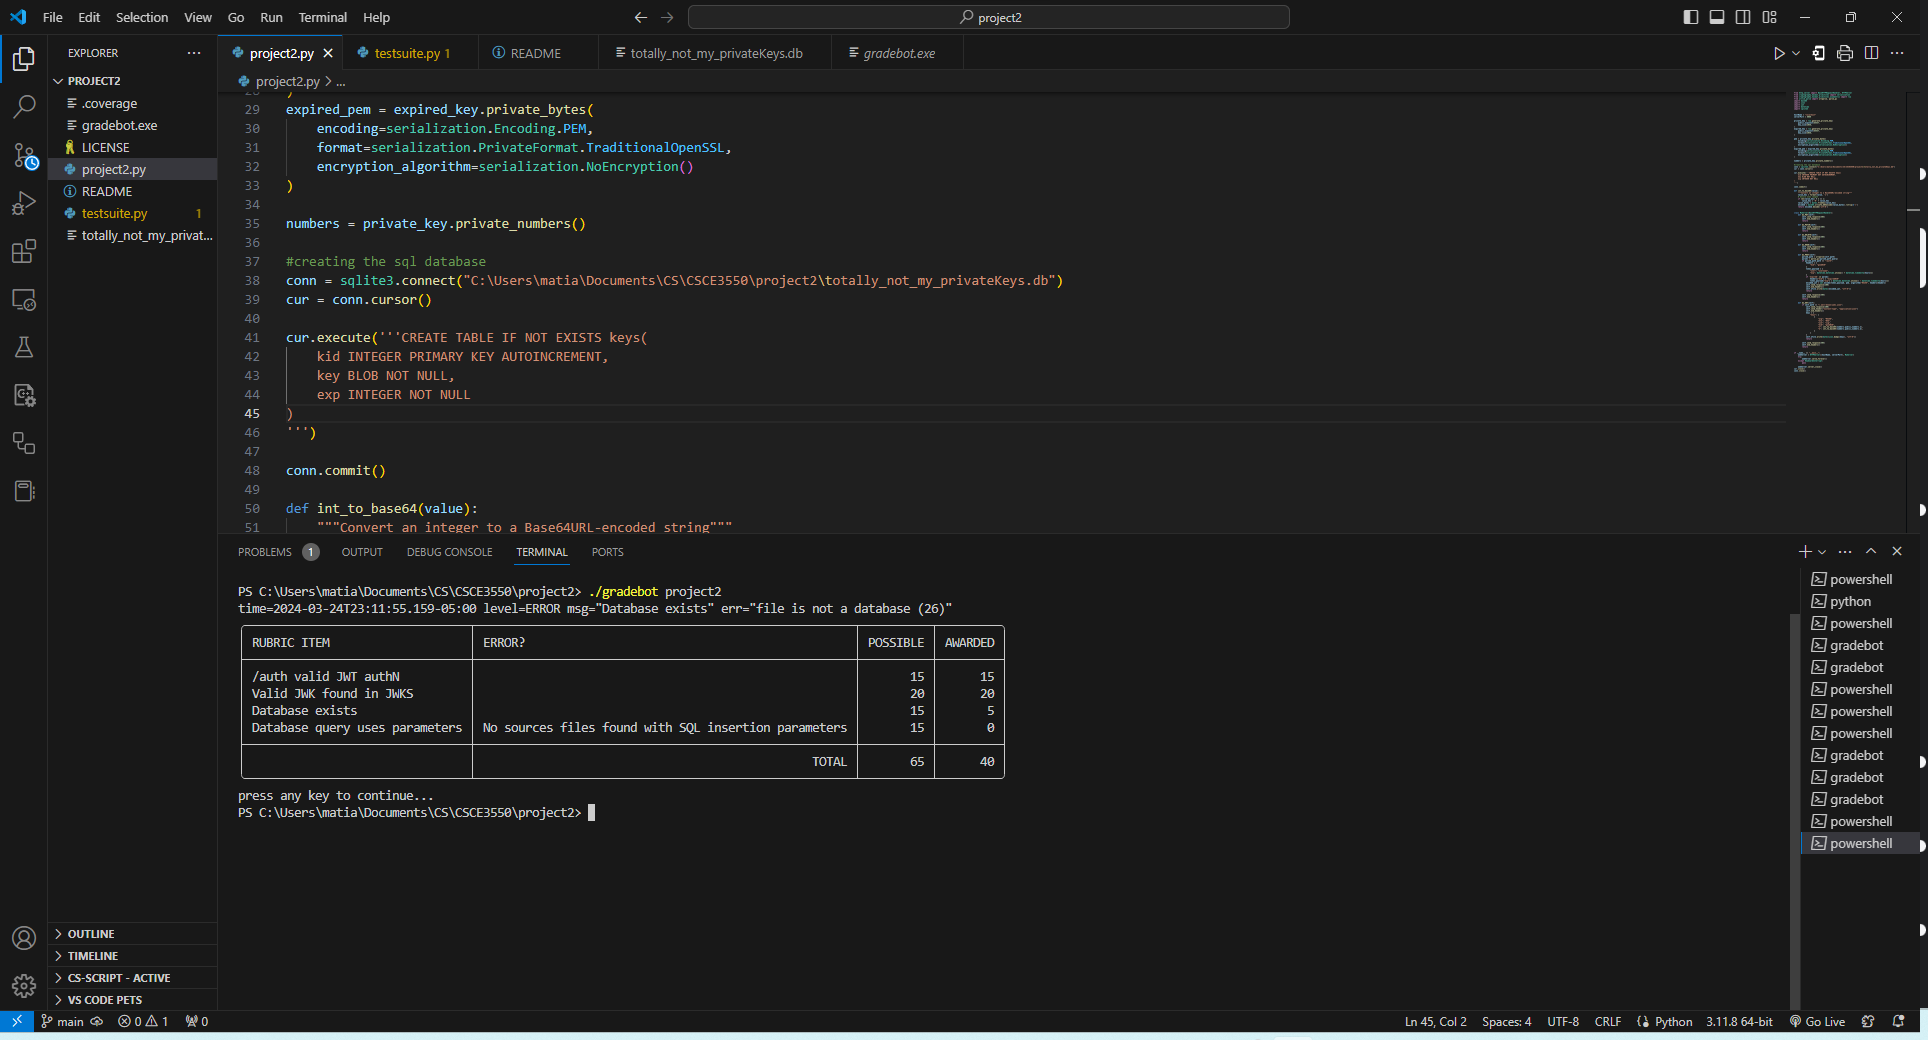 File Edit Selection View Go Run Terminal Help
project2
EXPLORER
PROJECT2
.coverage
gradebot.exe
LICENSE
project2.py
README
testsuite.py 1
totally_not_my_privat...
OUTLINE
TIMELINE
CS-SCRIPT - ACTIVE
VS CODE PETS
project2.py testsuite.py 1 README totally_not_my_privateKeys.db gradebot.exe
project2.py > ...
28 )
29 expired_pem = expired_key.private_bytes(
30 encoding=serialization.Encoding.PEM,
31 format=serialization.PrivateFormat.TraditionalOpenSSL,
32 encryption_algorithm=serialization.NoEncryption()
33 )
34
35 numbers = private_key.private_numbers()
36
37 #creating the sql database
38 conn = sqlite3.connect("C:\Users\matia\Documents\CS\CSCE3550\project2\totally_not_my_privateKeys.db")
39 cur = conn.cursor()
40
41 cur.execute('''CREATE TABLE IF NOT EXISTS keys(
42 kid INTEGER PRIMARY KEY AUTOINCREMENT,
43 key BLOB NOT NULL,
44 exp INTEGER NOT NULL
45 )
46 ''')
47
48 conn.commit()
49
50 def int_to_base64(value):
51 """Convert an integer to a Base64URL-encoded string"""
PROBLEMS 1 OUTPUT DEBUG CONSOLE TERMINAL PORTS
PS C:\Users\matia\Documents\CS\CSCE3550\project2> ./gradebot project2
time=2024-03-24T23:11:55.159-05:00 level=ERROR msg="Database exists" err="file is not a database (26)"
RUBRIC ITEM ERROR? POSSIBLE AWARDED
/auth valid JWT authN 15 15
Valid JWK found in JWKS 20 20
Database exists 15 5
Database query uses parameters No sources files found with SQL insertion parameters 15 0
TOTAL 65 40
press any key to continue...
PS C:\Users\matia\Documents\CS\CSCE3550\project2>
powershell
python
powershell
gradebot
gradebot
powershell
powershell
powershell
gradebot
gradebot
gradebot
powershell
powershell
main 0 1 0 Ln 45, Col 2 Spaces: 4 UTF-8 CRLF Python 3.11.8 64-bit Go Live